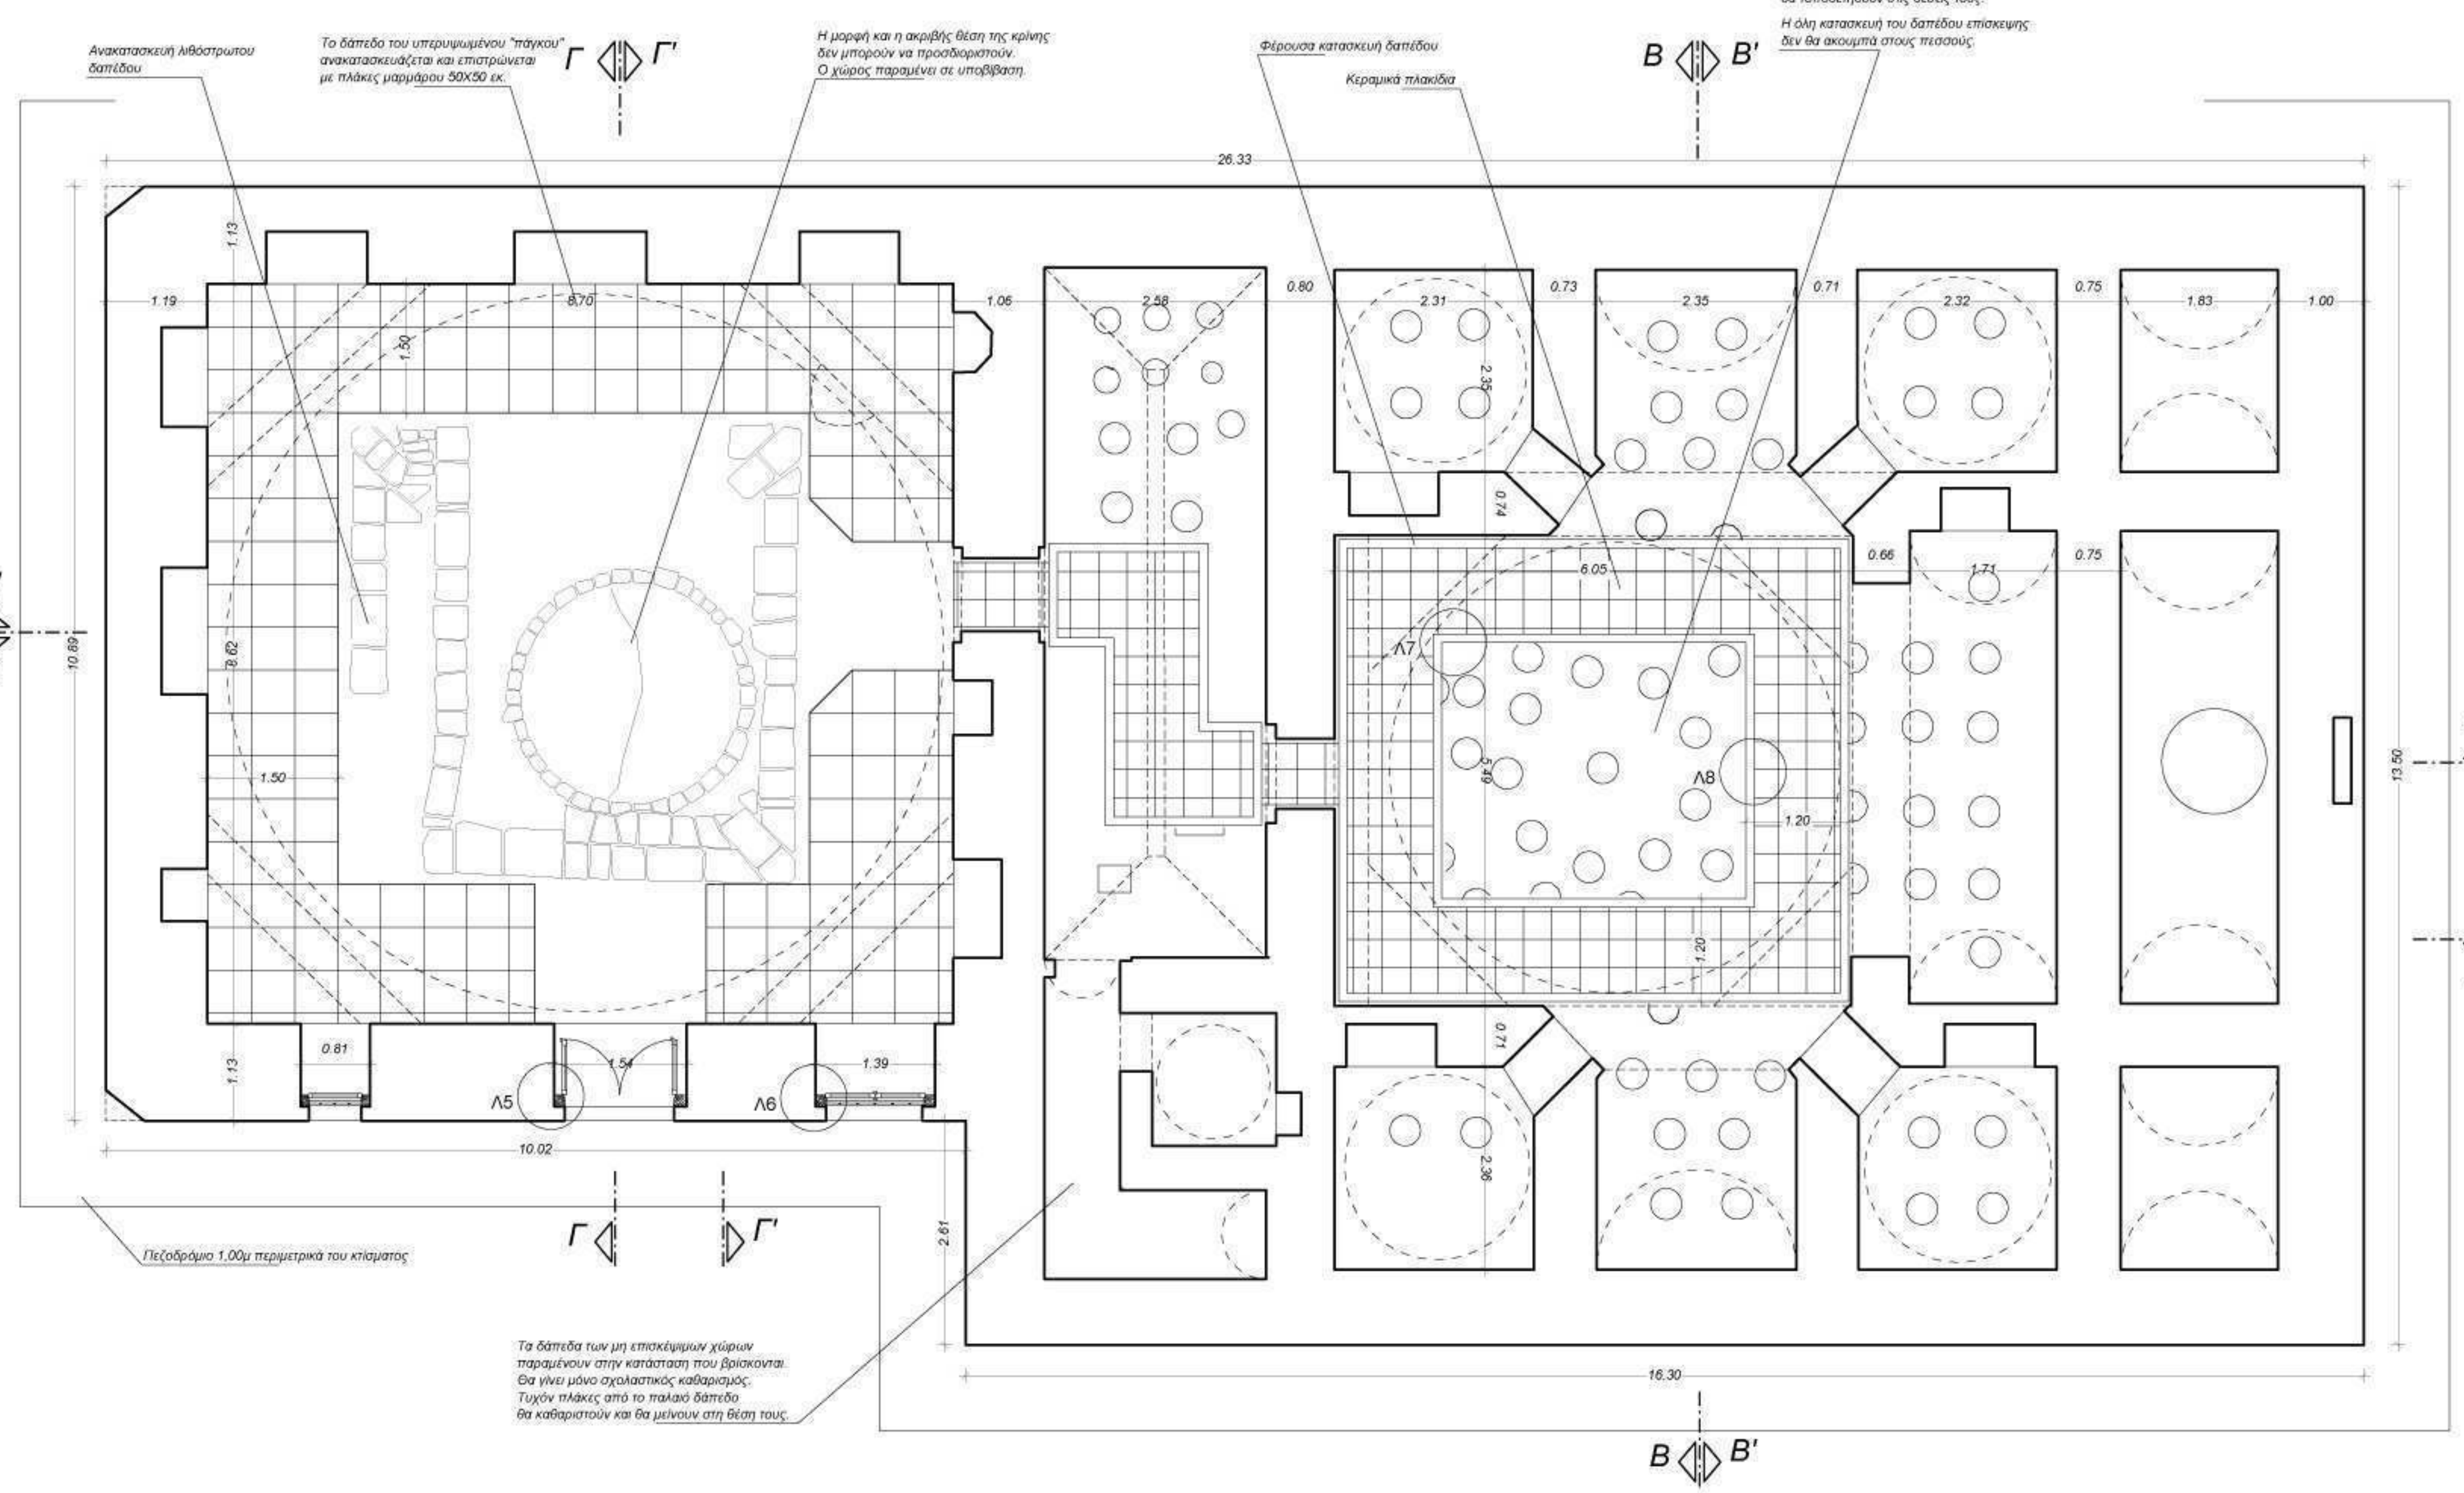 Η όλη κατασκευή του δαπέδου επίσκεψης
δεν θα ακουμπά στους πεσσούς.
Ανακατασκευή λιθόστρωτου
δαπέδου
Το δάπεδο του υπερυψωμένου "πάγκου"
ανακατασκευάζεται και επιστρώνεται
με πλάκες μαρμάρου 50Χ50 εκ.
Γ Γ'
Η μορφή και η ακριβής θέση της κρίνης
δεν μπορούν να προσδιοριστούν.
Ο χώρος παραμένει σε υποβίβαση.
Φέρουσα κατασκευή δαπέδου
Κεραμικά πλακίδια
Β Β'
26.33
1.13
1.19
8.70
1.06
2.58
0.80
2.31
0.73
2.35
0.71
2.32
0.75
1.83
1.00
1.50
2.35
0.74
6.05
0.66
1.71
0.75
10.89
8.62
Λ7
1.50
5.49
Λ8
13.50
1.20
1.20
0.81
1.13
1.54
1.39
0.71
Λ5
Λ6
10.02
2.36
2.61
Γ Γ'
Πεζοδρόμιο 1,00μ περιμετρικά του κτίσματος
Τα δάπεδα των μη επισκέψιμων χώρων
παραμένουν στην κατάσταση που βρίσκονται.
Θα γίνει μόνο σχολαστικός καθαρισμός.
Τυχόν πλάκες από το παλαιό δάπεδο
θα καθαριστούν και θα μείνουν στη θέση τους.
16.30
Β Β'